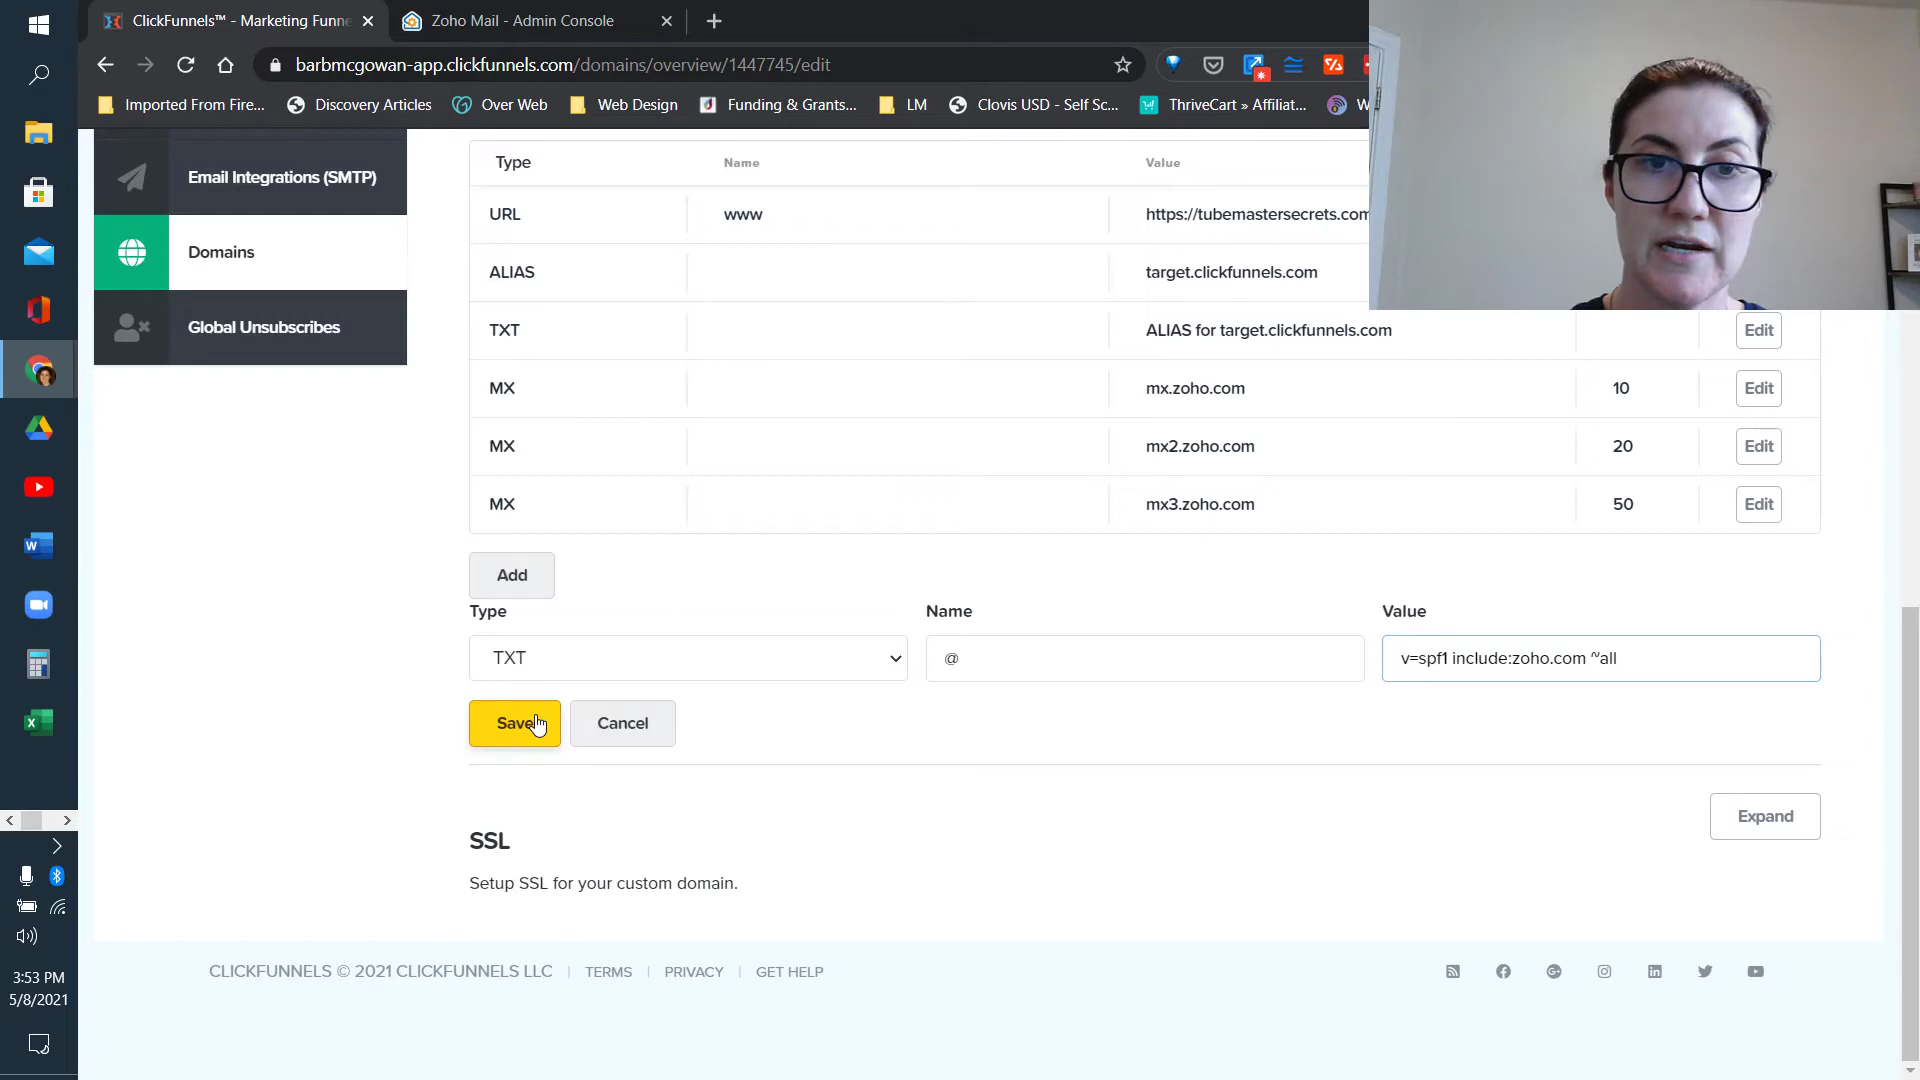 ClickFunnels™ - Marketing Funne
Zoho Mail - Admin Console
barbmcgowan-app.clickfunnels.com/domains/overview/1447745/edit
Imported From Fire...
Discovery Articles
Over Web
Web Design
Funding & Grants...
LM
Clovis USD - Self Sc...
ThriveCart » Affiliat...
W
Email Integrations (SMTP)
Domains
Global Unsubscribes
Type Name Value
URL www https://tubemastersecrets.com
ALIAS target.clickfunnels.com
TXT ALIAS for target.clickfunnels.com Edit
MX mx.zoho.com 10 Edit
MX mx2.zoho.com 20 Edit
MX mx3.zoho.com 50 Edit
Add
Type Name Value
TXT @ v=spf1 include:zoho.com ~all
Save Cancel
Expand
SSL
Setup SSL for your custom domain.
CLICKFUNNELS © 2021 CLICKFUNNELS LLC | TERMS | PRIVACY | GET HELP
3:53 PM
5/8/2021